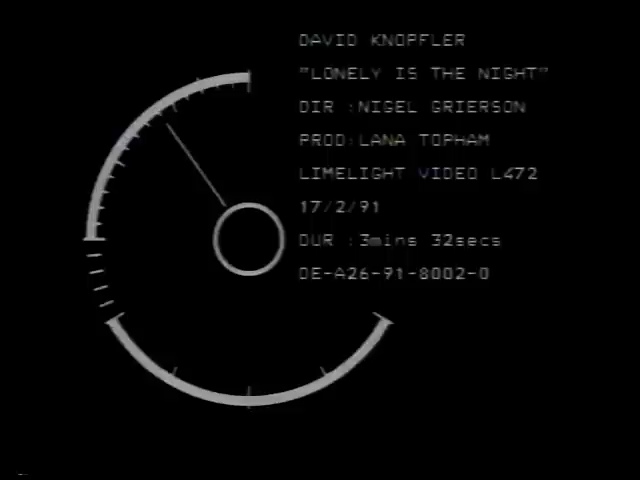 DAVID KNOPFLER
"LONELY IS THE NIGHT"
DIR :NIGEL GRIERSON
PROD:LANA TOPHAM
LIMELIGHT VIDEO L472
17/2/91
DUR :3mins 32secs
DE-A26-91-8002-0